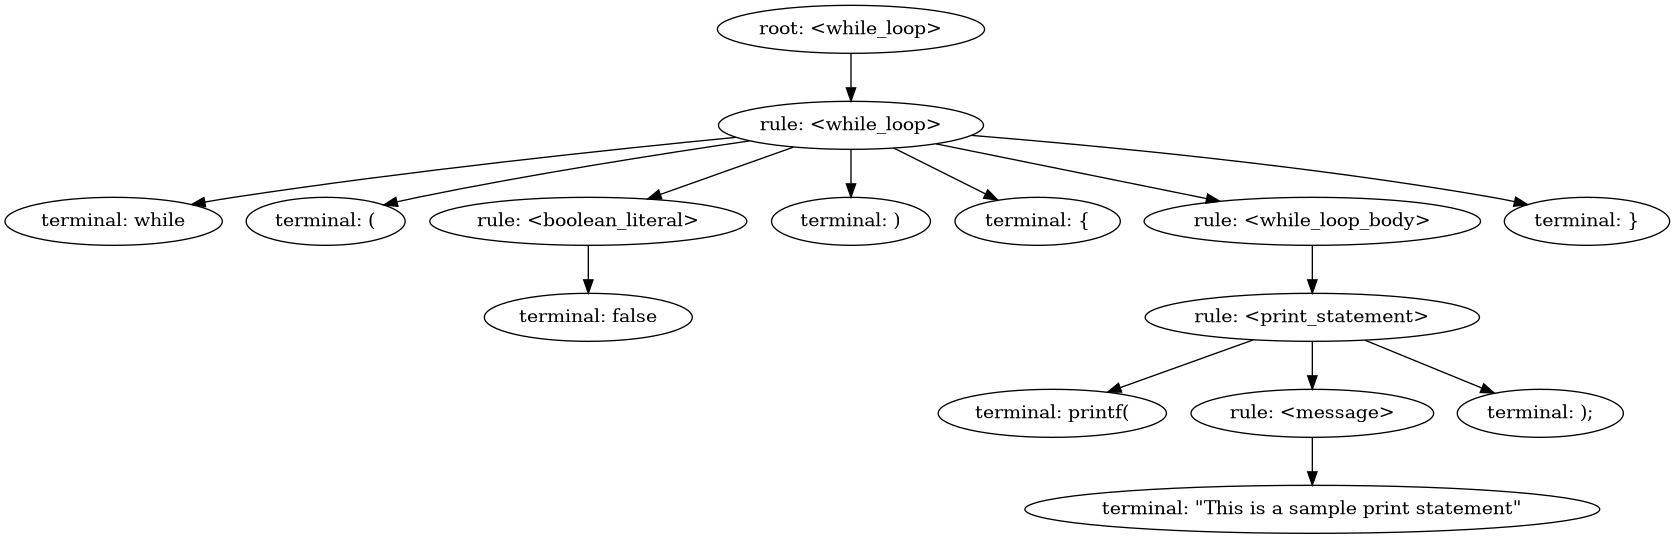 root: <while_loop>
rule: <while_loop>
terminal: while
terminal: (
rule: <boolean_literal>
terminal: )
terminal: {
rule: <while_loop_body>
terminal: }
terminal: false
rule: <print_statement>
terminal: printf(
rule: <message>
terminal: );
terminal: "This is a sample print statement"